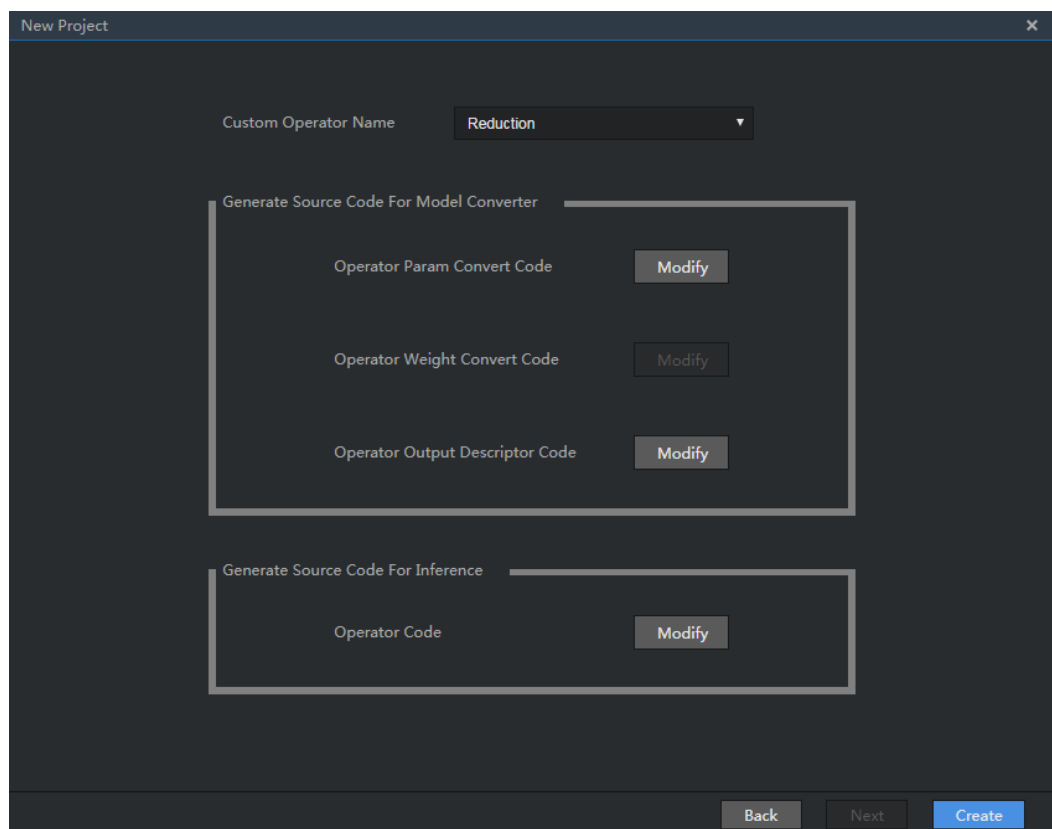 New Project
Custom Operator Name Reduction
Generate Source Code For Model Converter
Operator Param Convert Code Modify
Operator Weight Convert Code Modify
Operator Output Descriptor Code Modify
Generate Source Code For Inference
Operator Code Modify
Back Next Create